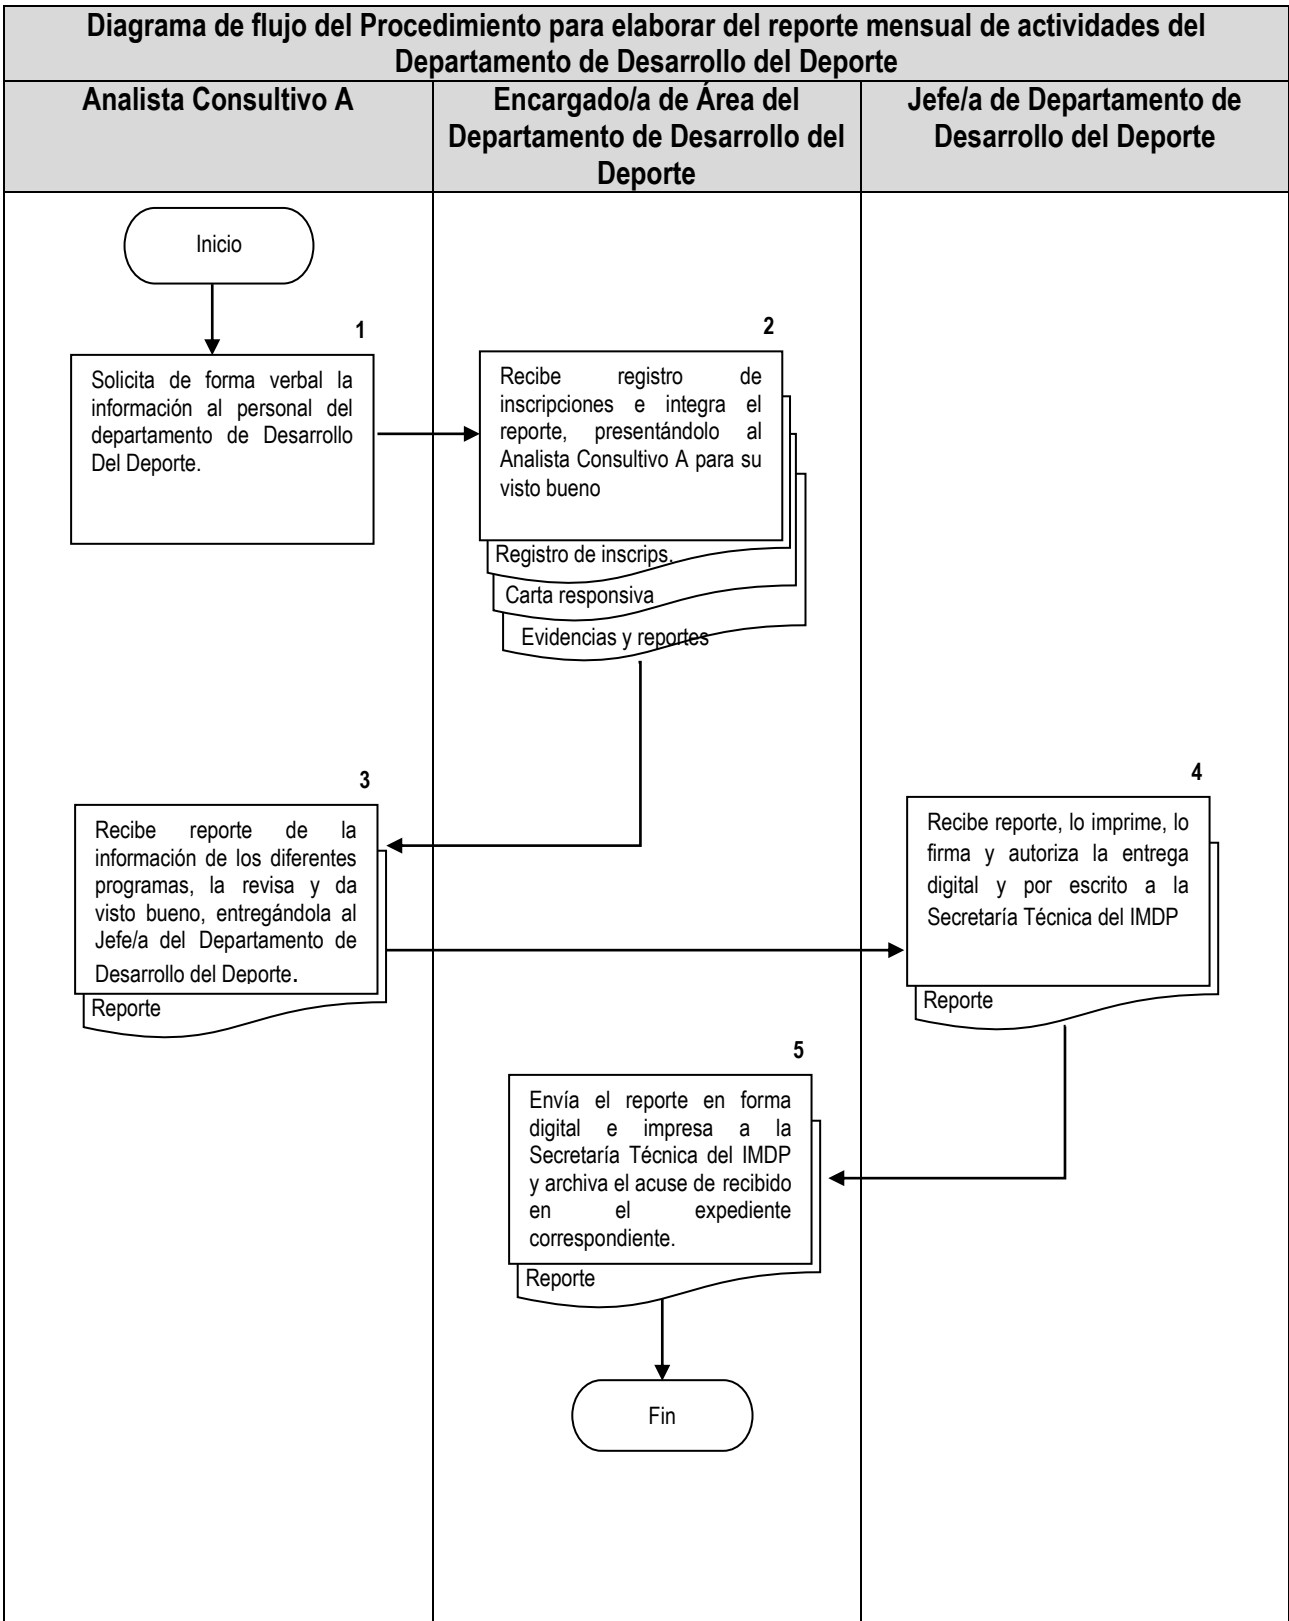 Diagrama de flujo del Procedimiento para elaborar del reporte mensual de actividades del
Departamento de Desarrollo del Deporte
Analista Consultivo A
Encargado/a de Área del
Departamento de Desarrollo del
Deporte
Jefe/a de Departamento de
Desarrollo del Deporte
Inicio
1
Solicita de forma verbal la
información al personal del
departamento de Desarrollo
Del Deporte.
2
Recibe registro de
inscripciones e integra el
reporte, presentándolo al
Analista Consultivo A para su
visto bueno
Registro de inscrips.
Carta responsiva
Evidencias y reportes
3
Recibe reporte de la
información de los diferentes
programas, la revisa y da
visto bueno, entregándola al
Jefe/a del Departamento de
Desarrollo del Deporte.
Reporte
4
Recibe reporte, lo imprime, lo
firma y autoriza la entrega
digital y por escrito a la
Secretaría Técnica del IMDP
Reporte
5
Envía el reporte en forma
digital e impresa a la
Secretaría Técnica del IMDP
y archiva el acuse de recibido
en el expediente
correspondiente.
Reporte
Fin